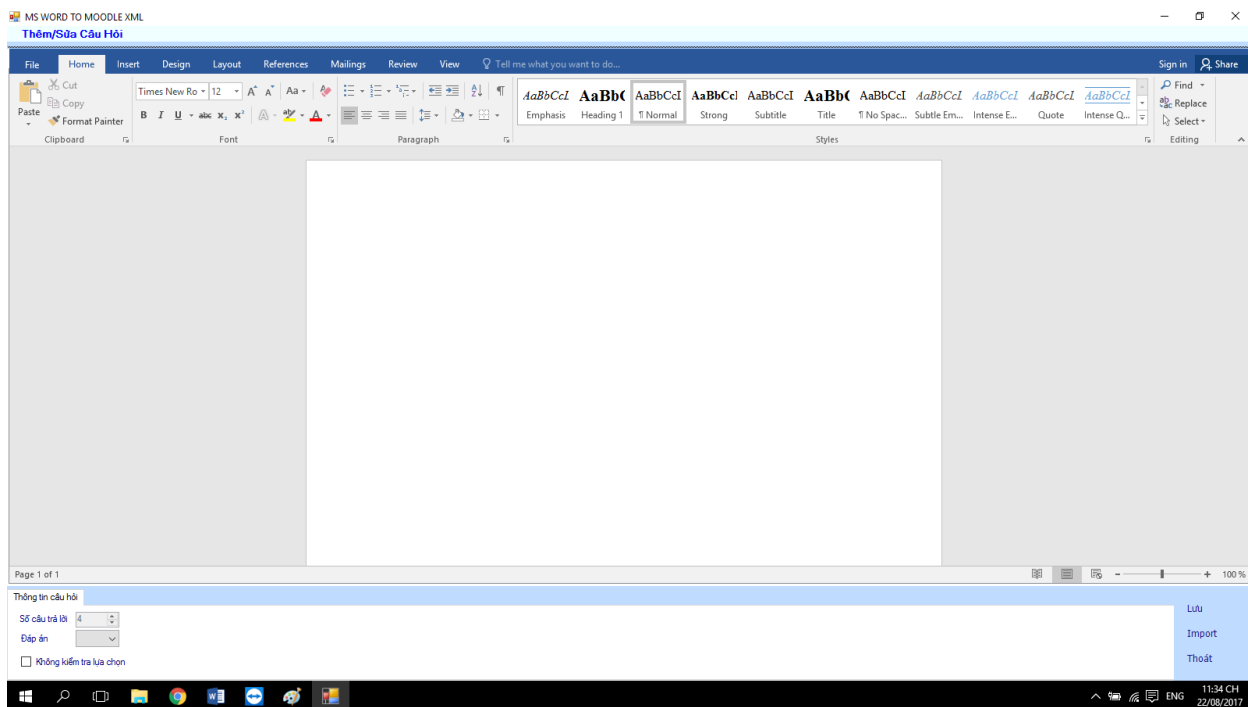 MS WORD TO MOODLE XML
Thêm/Sửa Câu Hỏi
File Home Insert Design Layout References Mailings Review View Tell me what you want to do... Sign in Share
Cut
Copy
Paste
Format Painter
Clipboard
Times New Ro 12 Aa
B I U abc x₂ x² A A
Font
Paragraph
AaBbCcL AaBb( AaBbCcI AaBbCcl AaBbCcI AaBb( AaBbCcI AaBbCcL AaBbCcL AaBbCcL AaBbCcL
Emphasis Heading 1 ¶ Normal Strong Subtitle Title ¶ No Spac... Subtle Em... Intense E... Quote Intense Q...
Styles
Find
Replace
Select
Editing
Page 1 of 1
100 %
Thông tin câu hỏi
Số câu trả lời 4
Đáp án
Không kiểm tra lựa chọn
Lưu
Import
Thoát
ENG
11:34 CH
22/08/2017